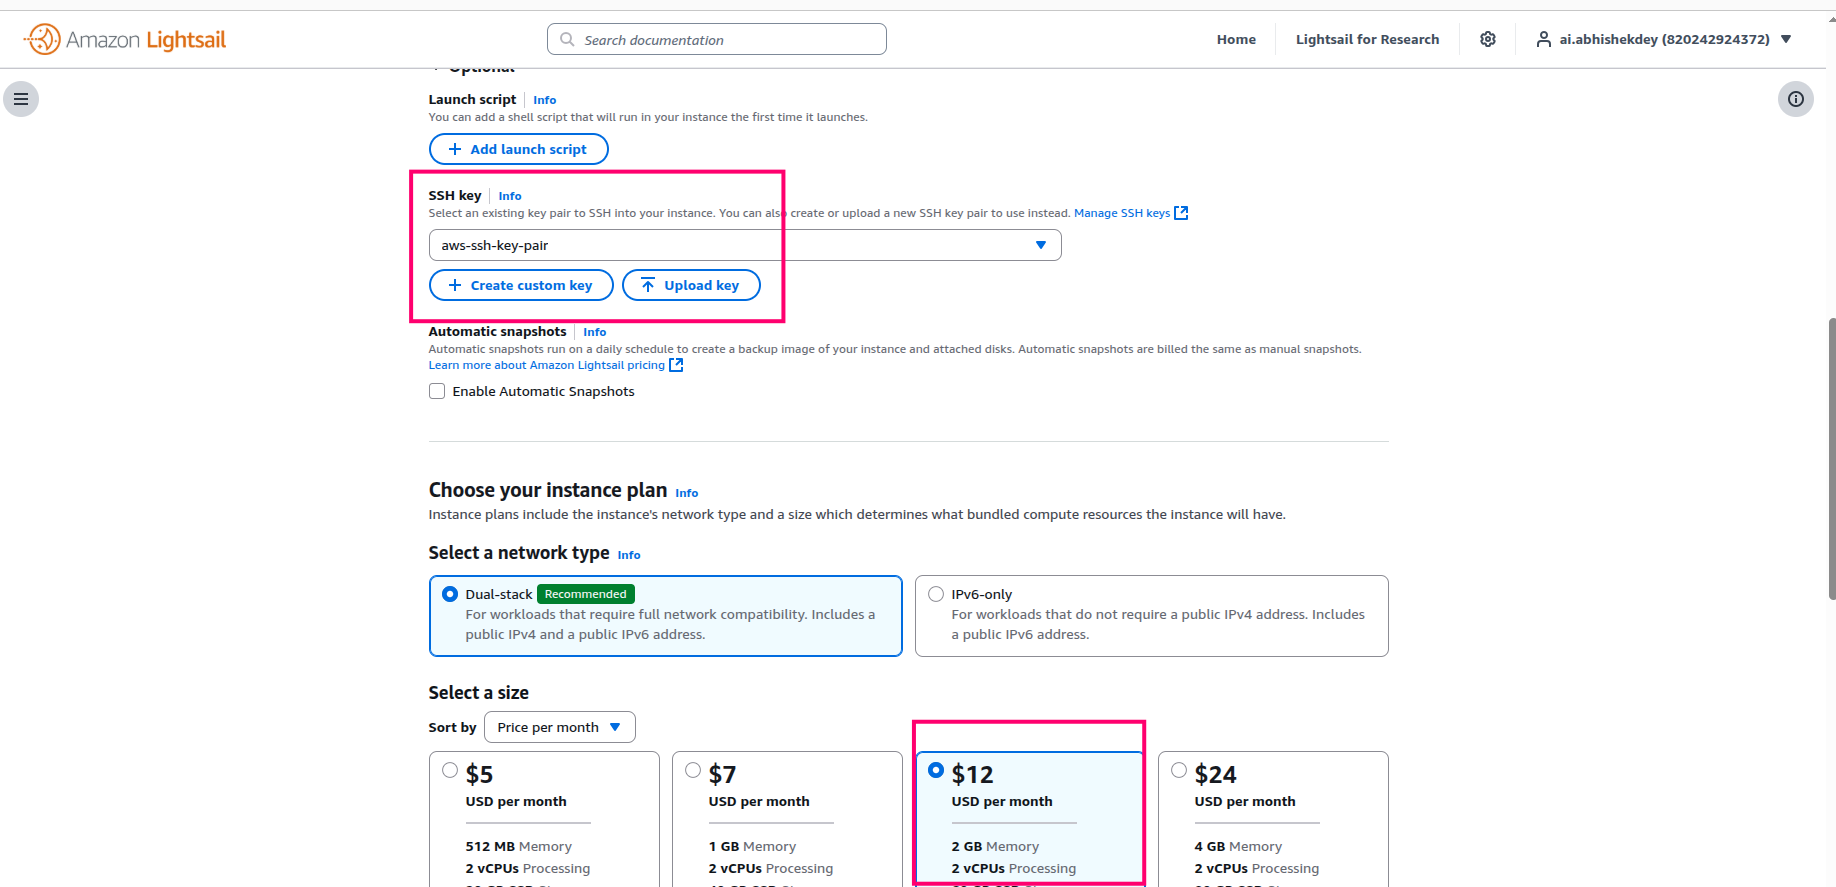 Amazon Lightsail
Search documentation
Home
Lightsail for Research
ai.abhishekdey (820242924372)
Optional
Launch script
Info
You can add a shell script that will run in your instance the first time it launches.
Add launch script
SSH key
Info
Select an existing key pair to SSH into your instance. You can also create or upload a new SSH key pair to use instead. Manage SSH keys
aws-ssh-key-pair
Create custom key
Upload key
Automatic snapshots
Info
Automatic snapshots run on a daily schedule to create a backup image of your instance and attached disks. Automatic snapshots are billed the same as manual snapshots.
Learn more about Amazon Lightsail pricing
Enable Automatic Snapshots
Choose your instance plan Info
Instance plans include the instance's network type and a size which determines what bundled compute resources the instance will have.
Select a network type Info
Dual-stack Recommended
For workloads that require full network compatibility. Includes a
public IPv4 and a public IPv6 address.
IPv6-only
For workloads that do not require a public IPv4 address. Includes
a public IPv6 address.
Select a size
Sort by
Price per month
$5
USD per month
512 MB Memory
2 vCPUs Processing
$7
USD per month
1 GB Memory
2 vCPUs Processing
$12
USD per month
2 GB Memory
2 vCPUs Processing
$24
USD per month
4 GB Memory
2 vCPUs Processing